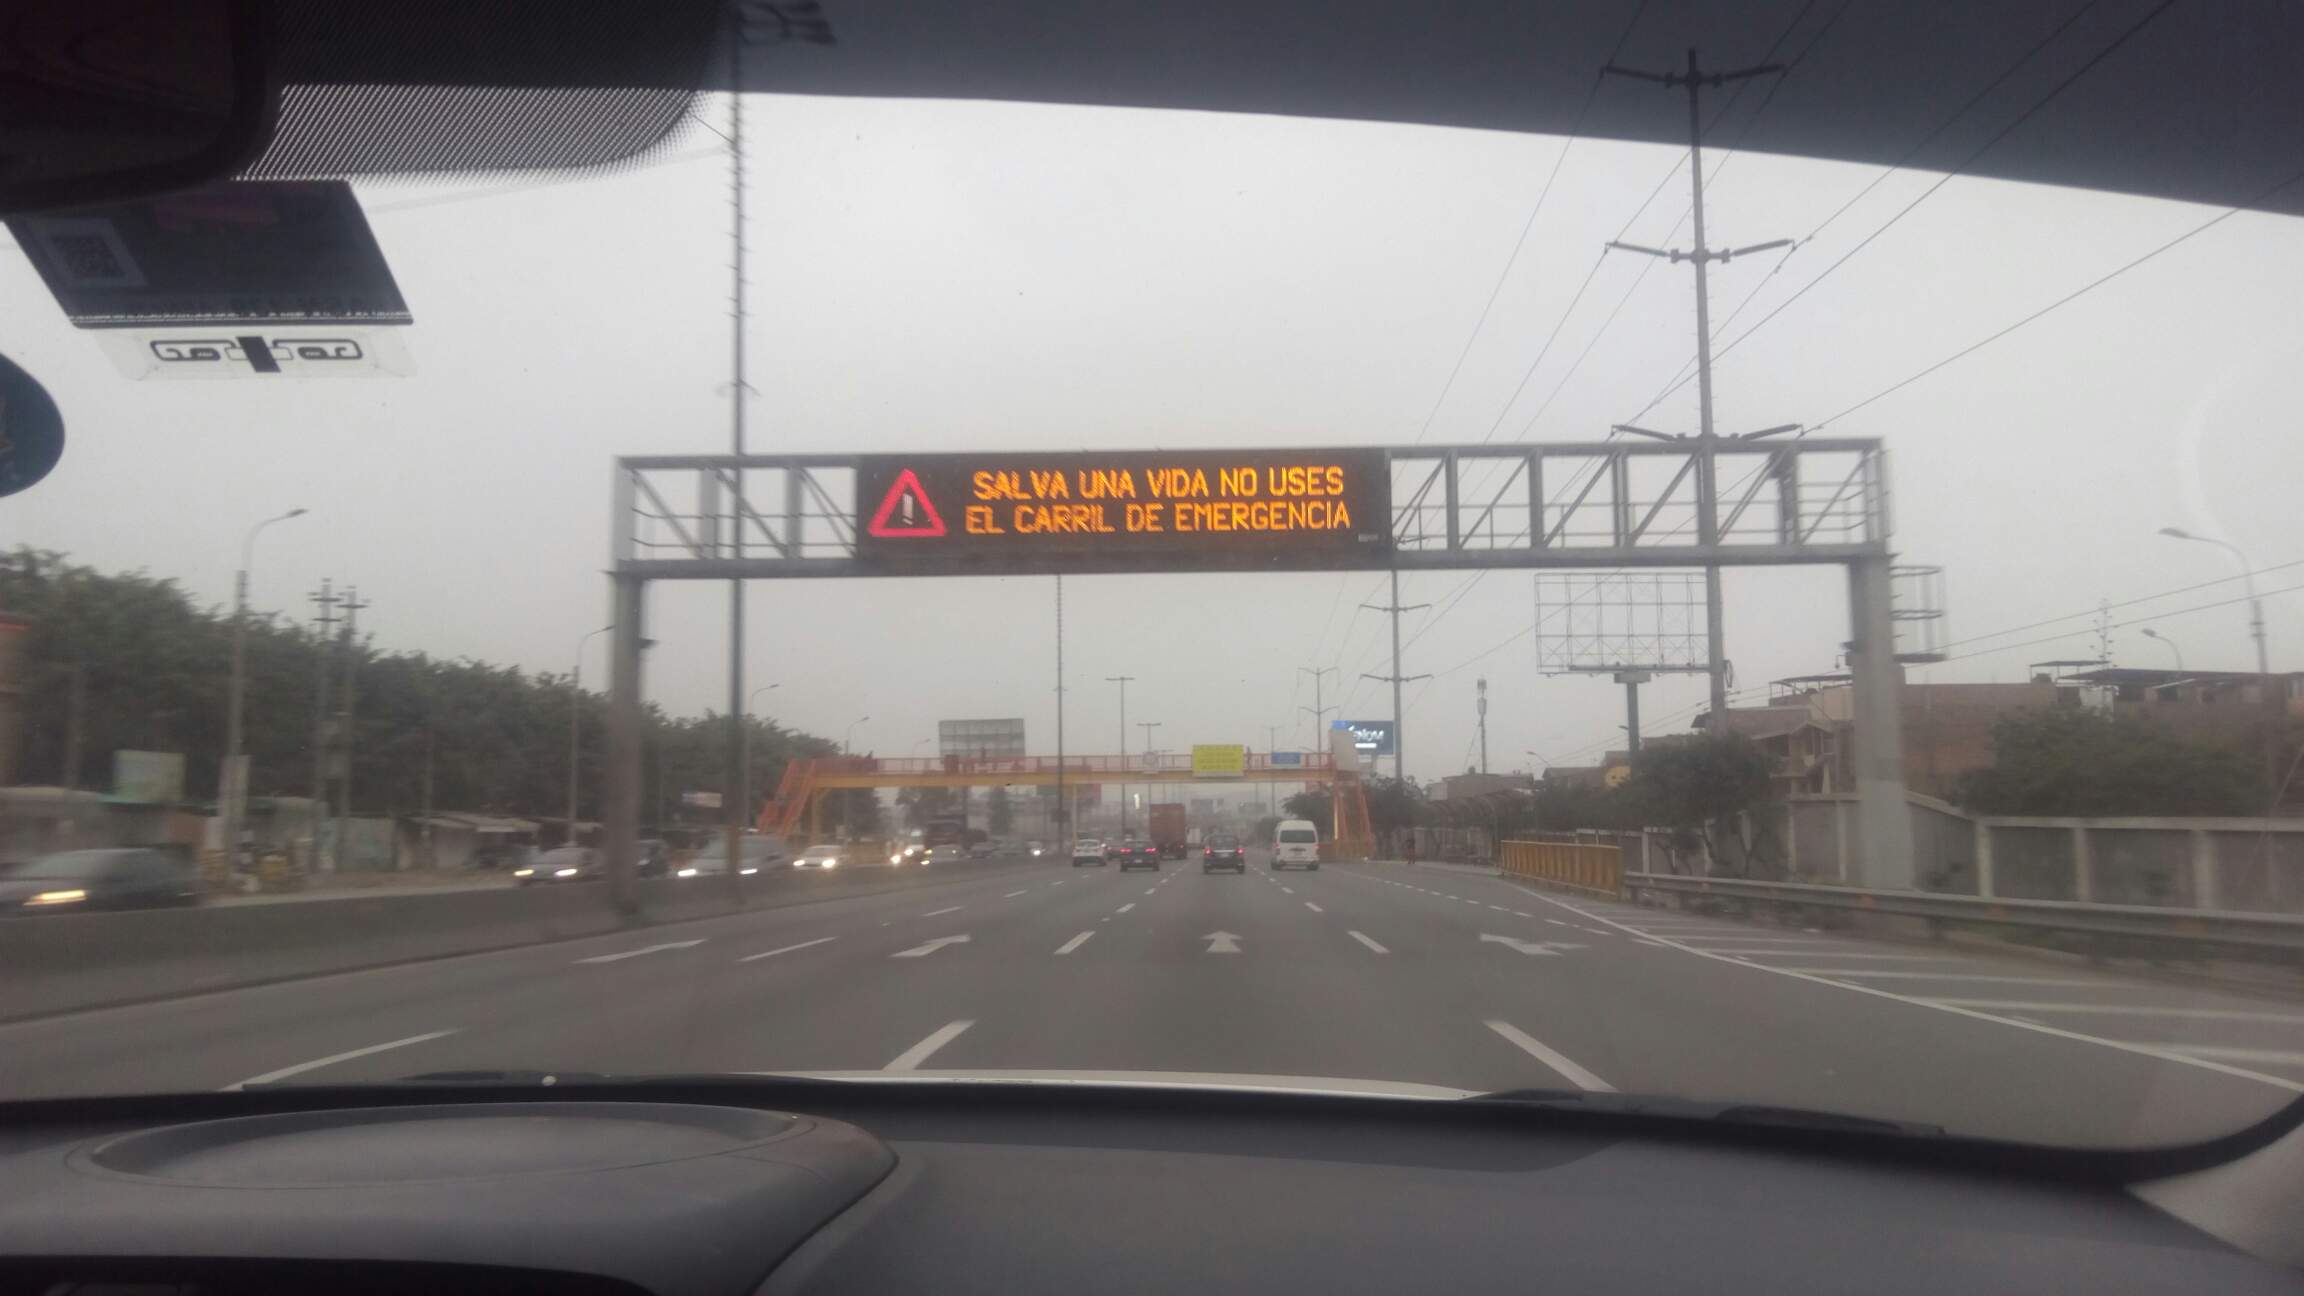 SALVA UNA VIDA NO USES
EL CARRIL DE EMERGENCIA